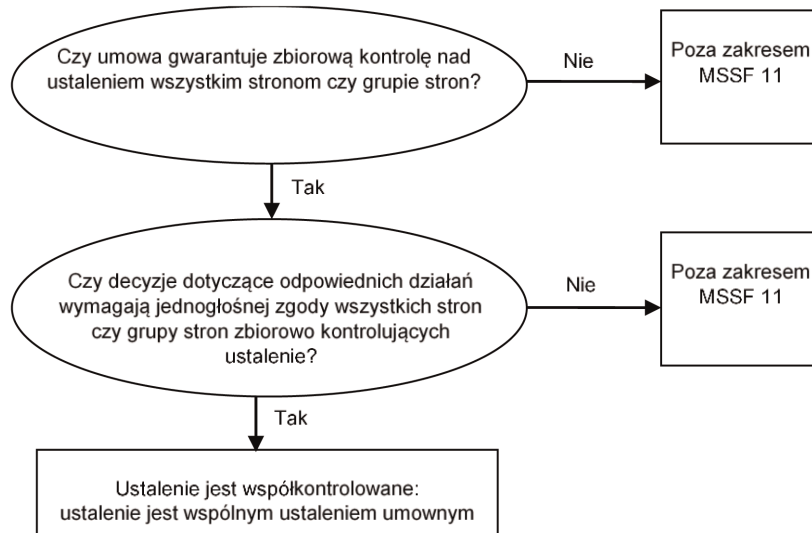 Czy umowa gwarantuje zbiorową kontrolę nad
ustaleniem wszystkim stronom czy grupie stron?
Nie
Poza zakresem
MSSF 11
Tak
Czy decyzje dotyczące odpowiednich działań
wymagają jednogłośnej zgody wszystkich stron
czy grupy stron zbiorowo kontrolujących
ustalenie?
Nie
Poza zakresem
MSSF 11
Tak
Ustalenie jest współkontrolowane:
ustalenie jest wspólnym ustaleniem umownym